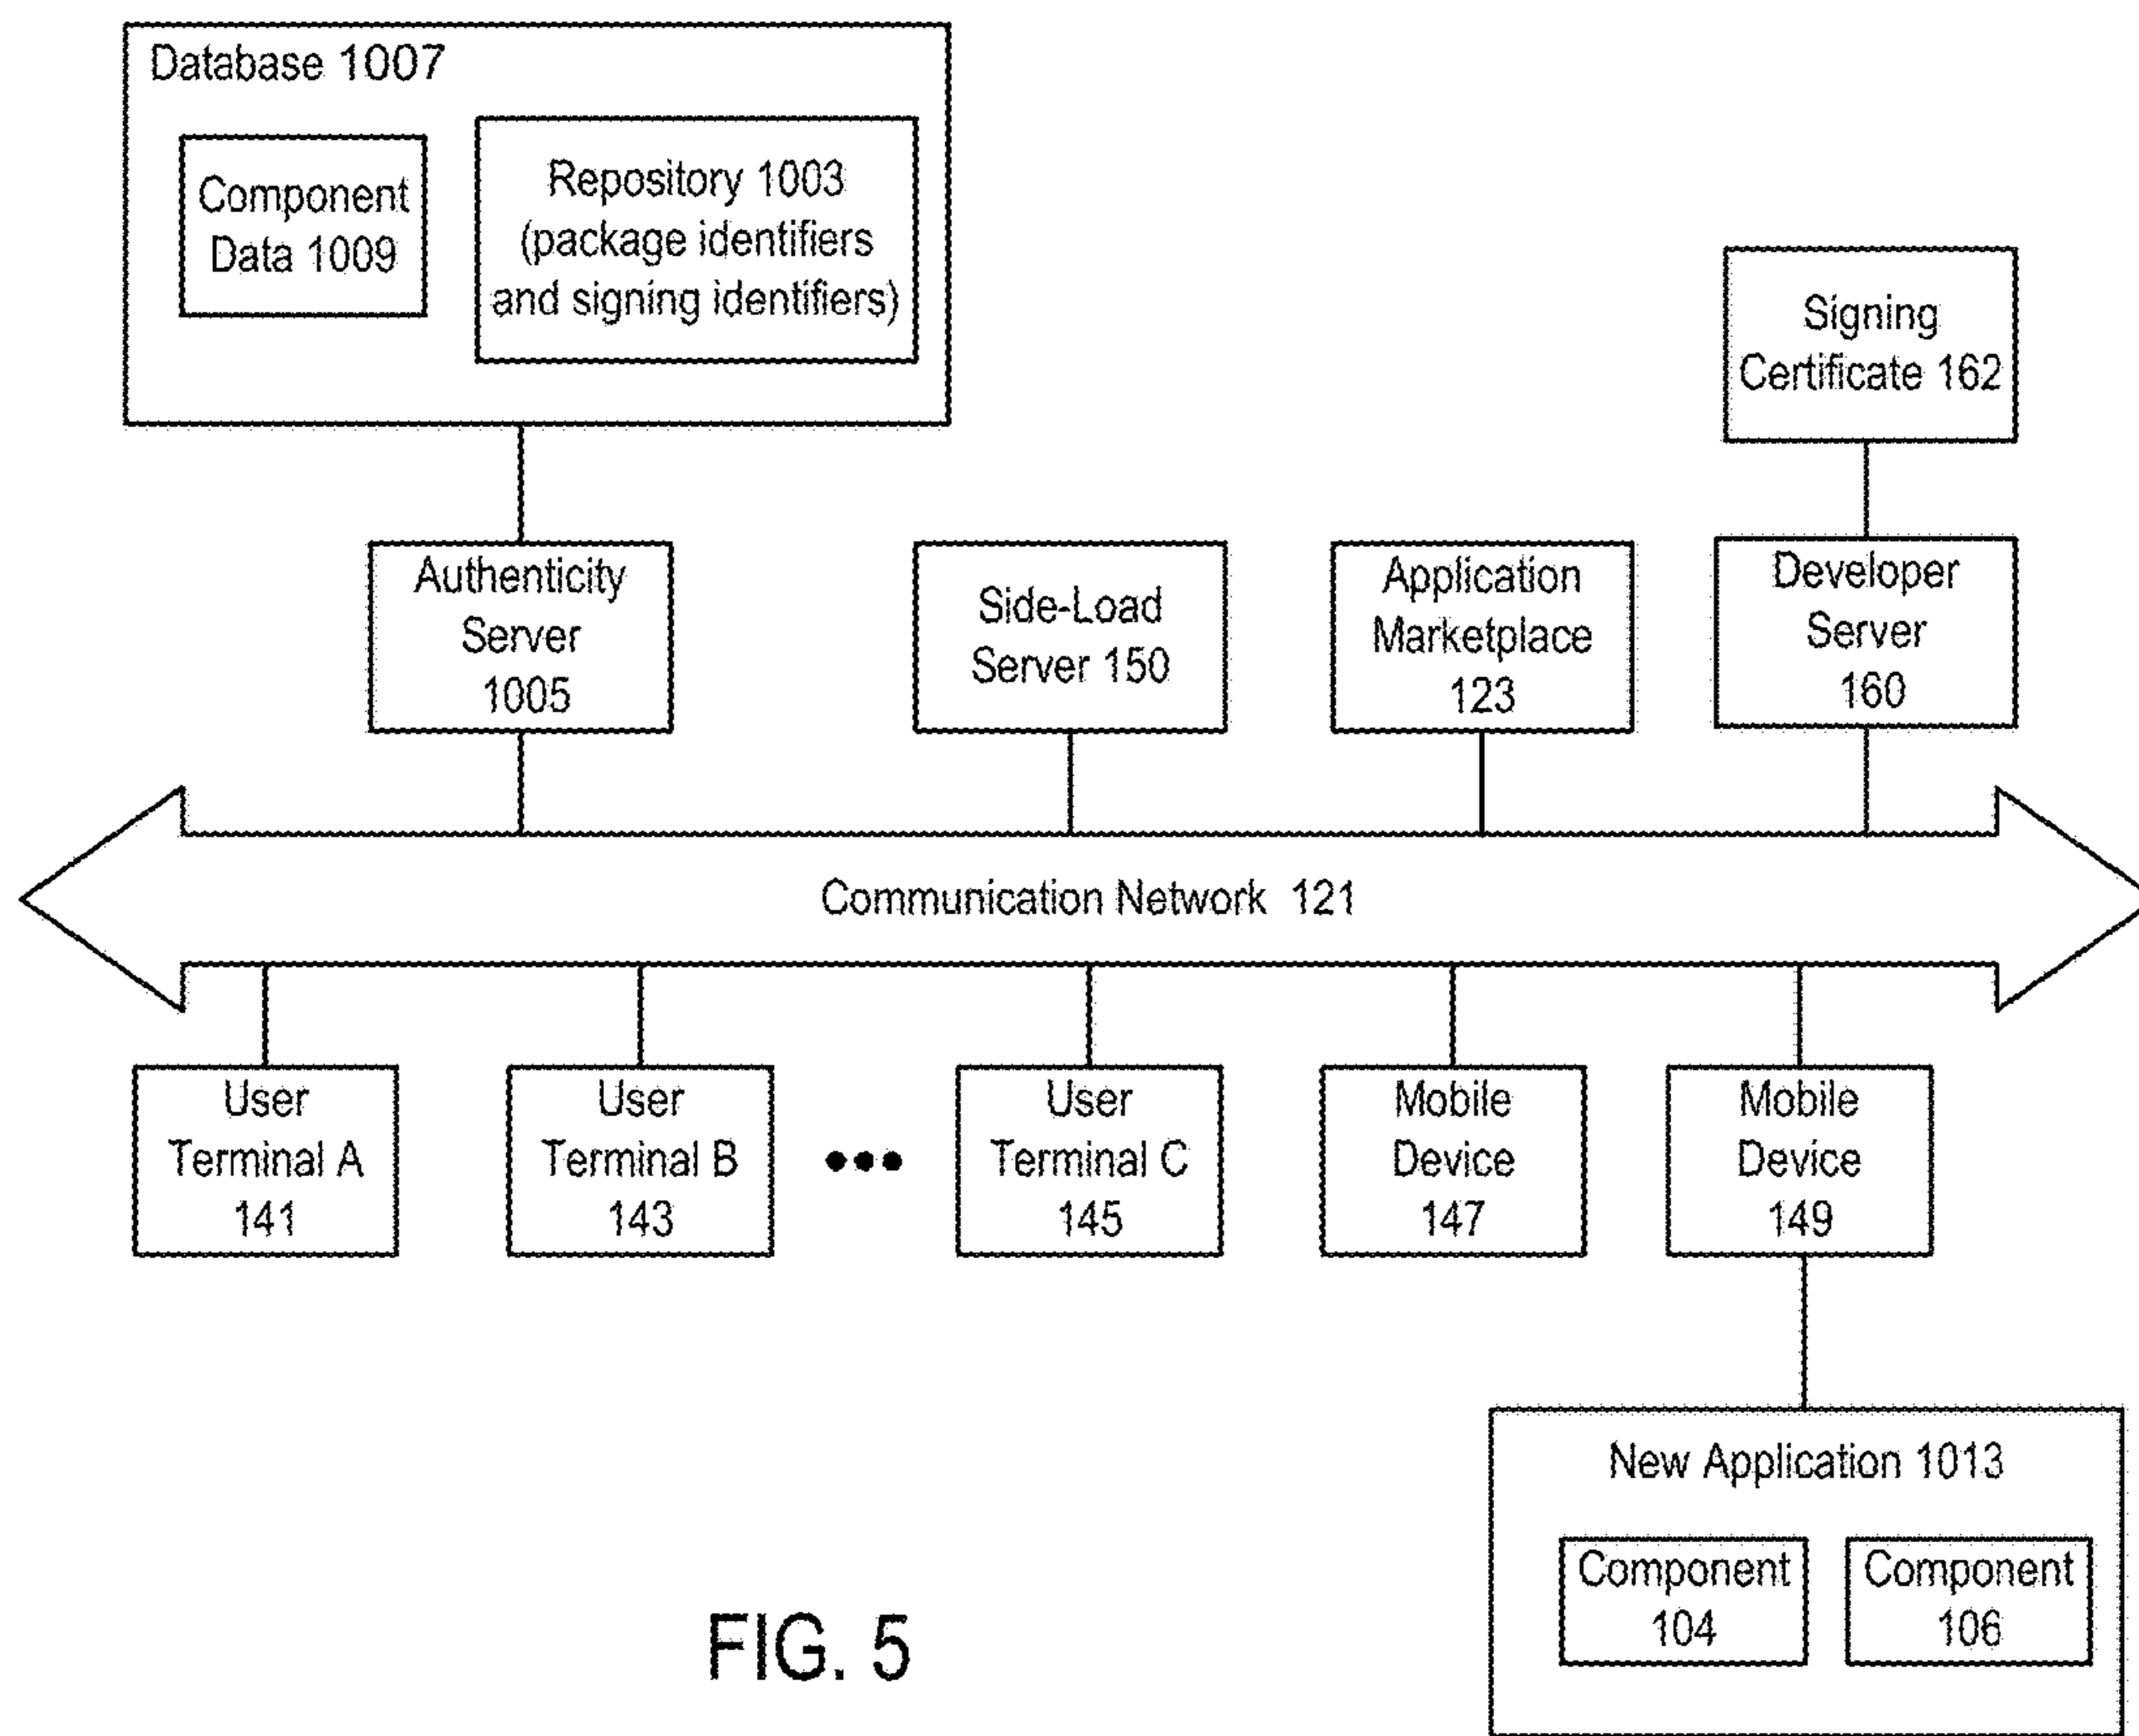 Database 1007
Component
Data 1009
Repository 1003
(package identifiers
and signing identifiers)
Signing
Certificate 162
Authenticity
Server
1005
Side-Load
Server 150
Application
Marketplace
123
Developer
Server
160
Communication Network 121
User
Terminal A
141
User
Terminal B
143
•••
User
Terminal C
145
Mobile
Device
147
Mobile
Device
149
New Application 1013
Component
104
Component
106
FIG. 5